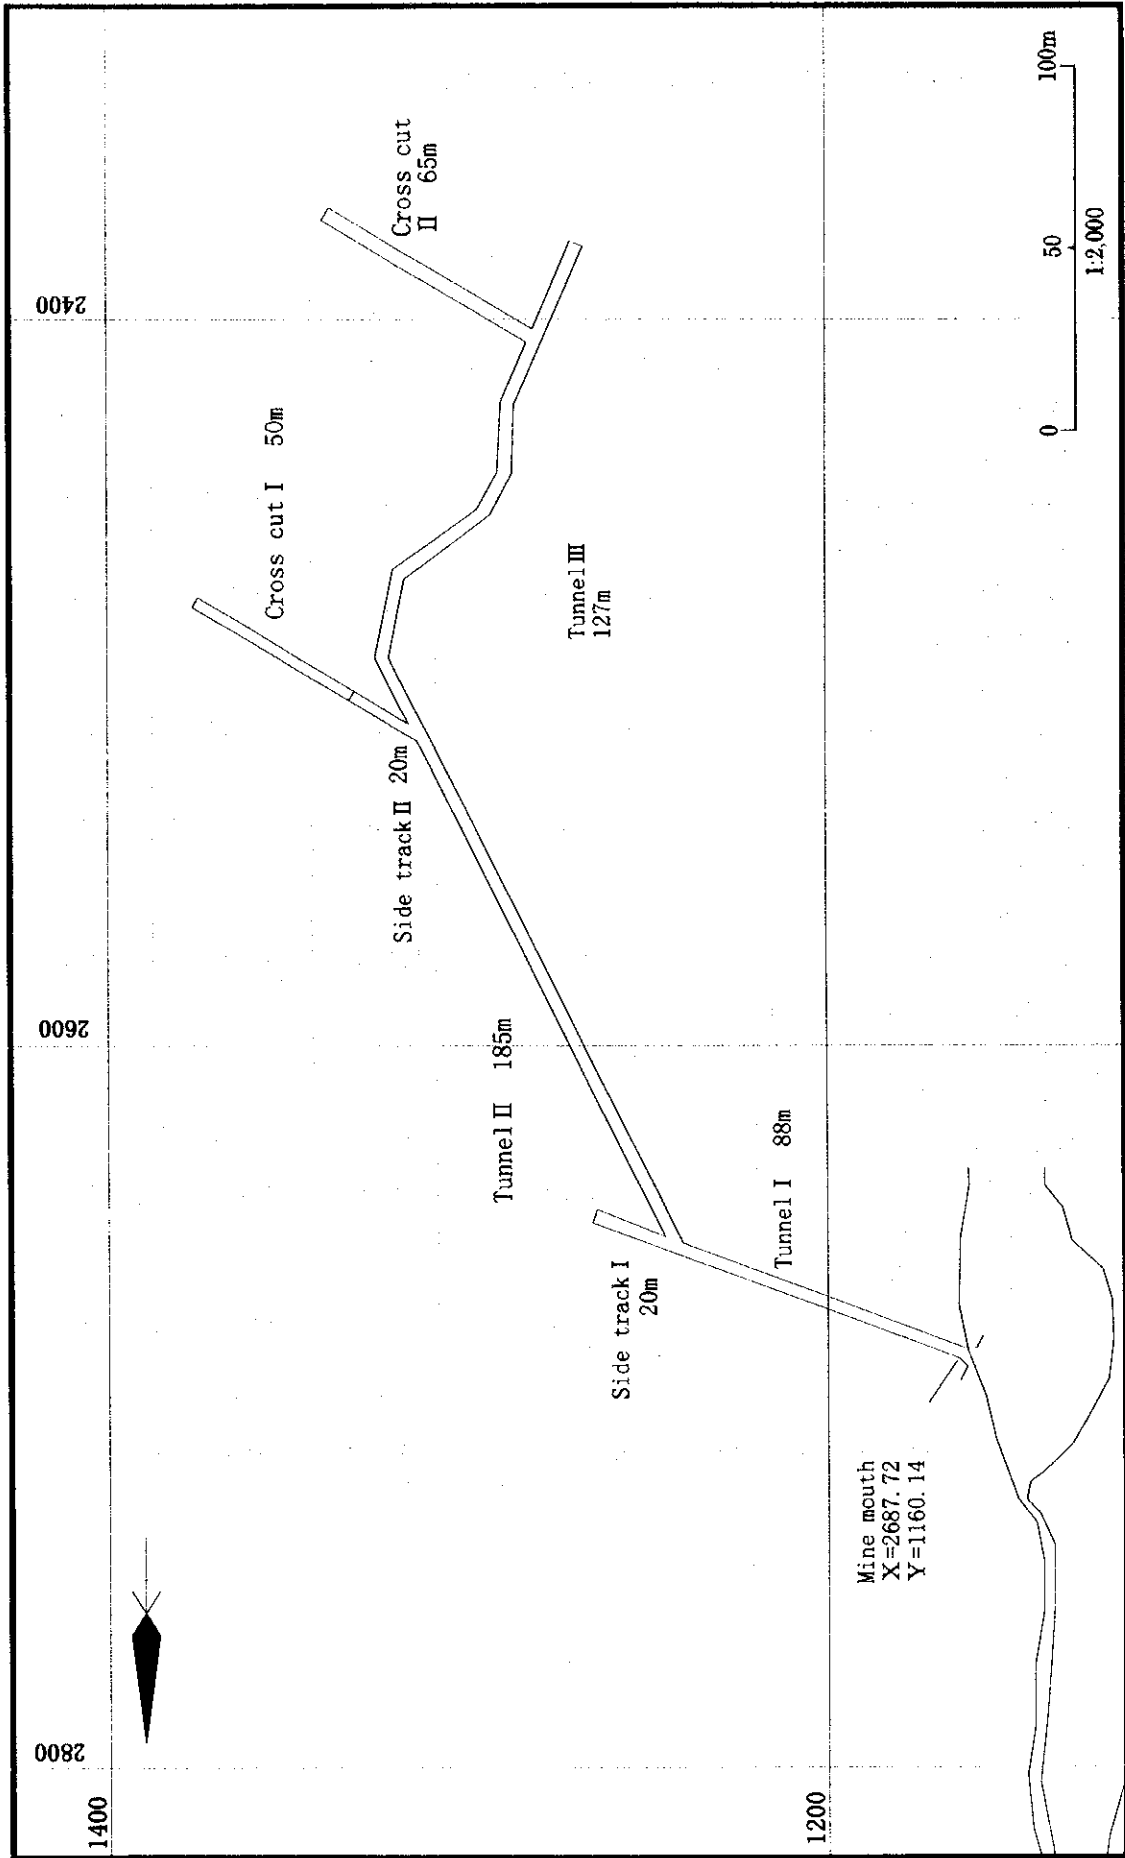 1400
1200
2800
2600
2400
Cross cut
Ⅱ 65m
Cross cut Ⅰ 50m
Side track Ⅱ 20m
Tunnel Ⅲ
127m
Tunnel Ⅱ 185m
Side track Ⅰ
20m
Tunnel Ⅰ 88m
Mine mouth
X=2687.72
Y=1160.14
0 50 100m
1:2,000